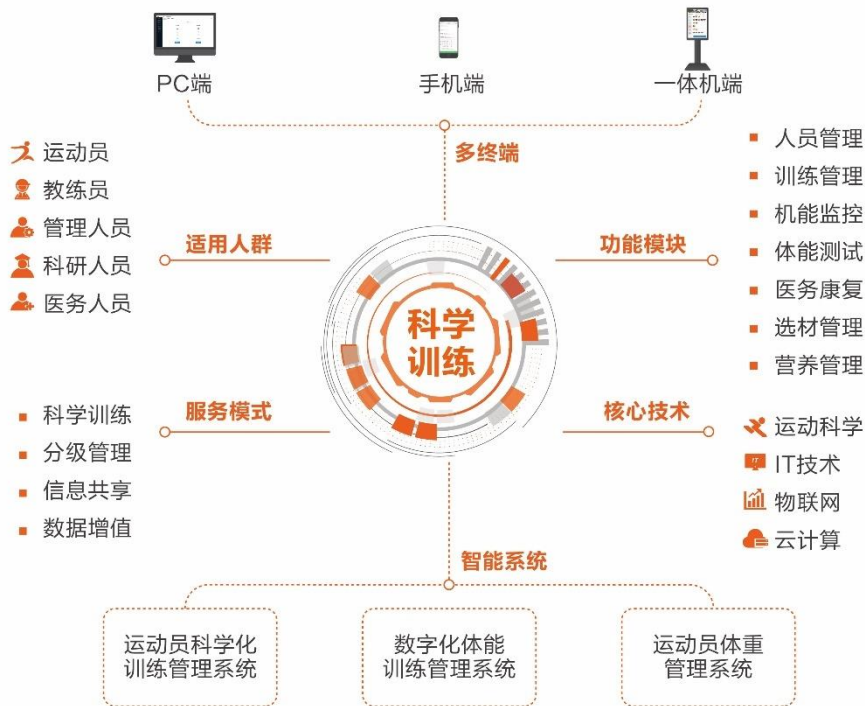 PC端
手机端
一体机端
多终端
运动员
教练员
管理人员
科研人员
医务人员
适用人群
功能模块
人员管理
训练管理
机能监控
体能测试
医务康复
选材管理
营养管理
科学
训练
科学训练
分级管理
信息共享
数据增值
服务模式
核心技术
运动科学
IT技术
物联网
云计算
智能系统
运动员科学化
训练管理系统
数字化体能
训练管理系统
运动员体重
管理系统